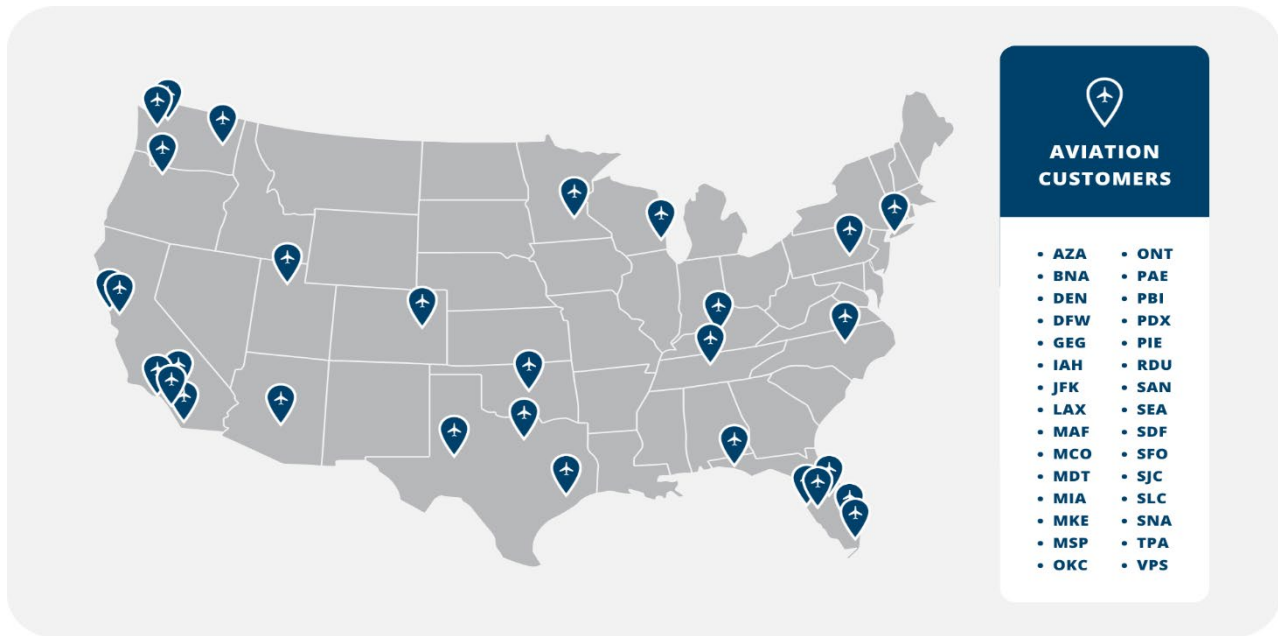 AVIATION
CUSTOMERS
• AZA
• BNA
• DEN
• DFW
• GEG
• IAH
• JFK
• LAX
• MAF
• MCO
• MDT
• MIA
• MKE
• MSP
• OKC
• ONT
• PAE
• PBI
• PDX
• PIE
• RDU
• SAN
• SEA
• SDF
• SFO
• SJC
• SLC
• SNA
• TPA
• VPS